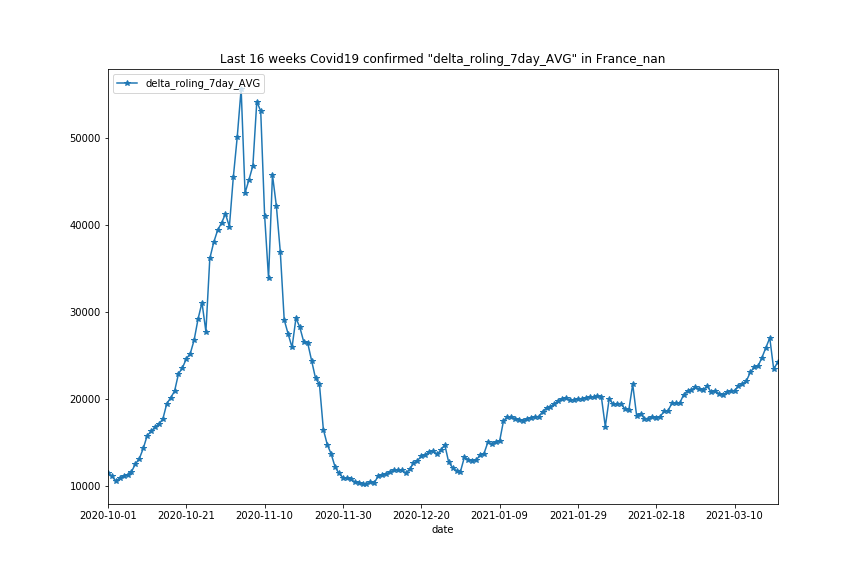 Last 16 weeks Covid19 confirmed "delta_roling_7day_AVG" in France_nan
delta_roling_7day_AVG
50000
40000
30000
20000
10000
2020-10-01 2020-10-21 2020-11-10 2020-11-30 2020-12-20 2021-01-09 2021-01-29 2021-02-18 2021-03-10
date